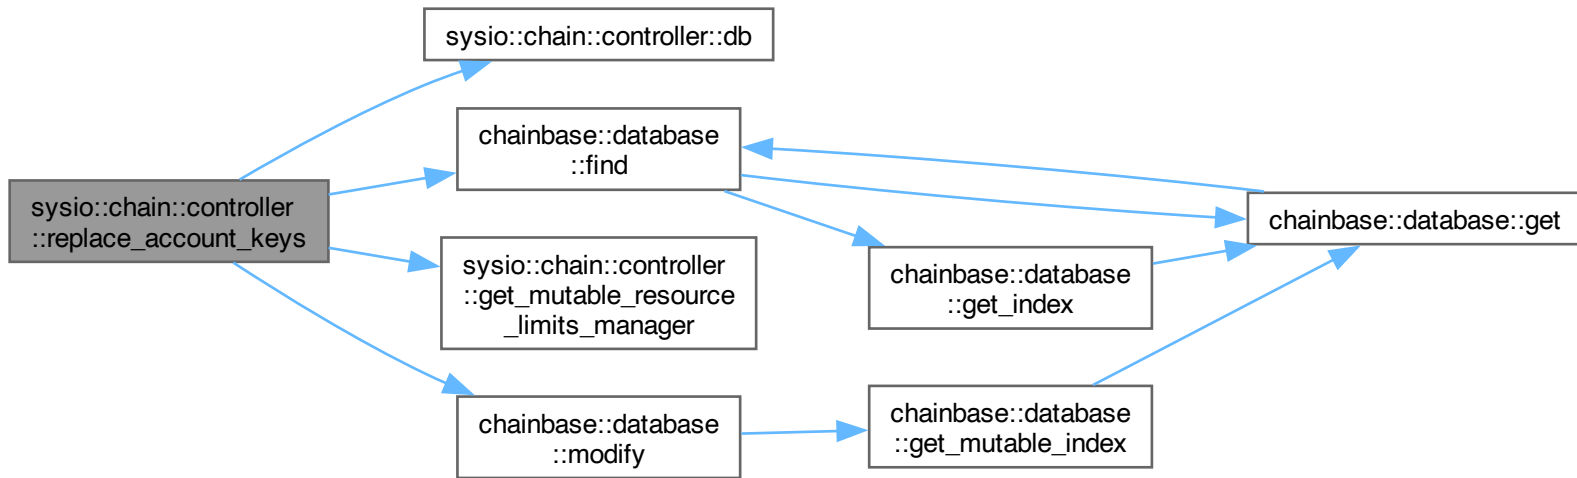 sysio::chain::controller
::replace_account_keys
sysio::chain::controller::db
chainbase::database
::find
sysio::chain::controller
::get_mutable_resource
_limits_manager
chainbase::database
::modify
chainbase::database
::get_index
chainbase::database
::get_mutable_index
chainbase::database::get